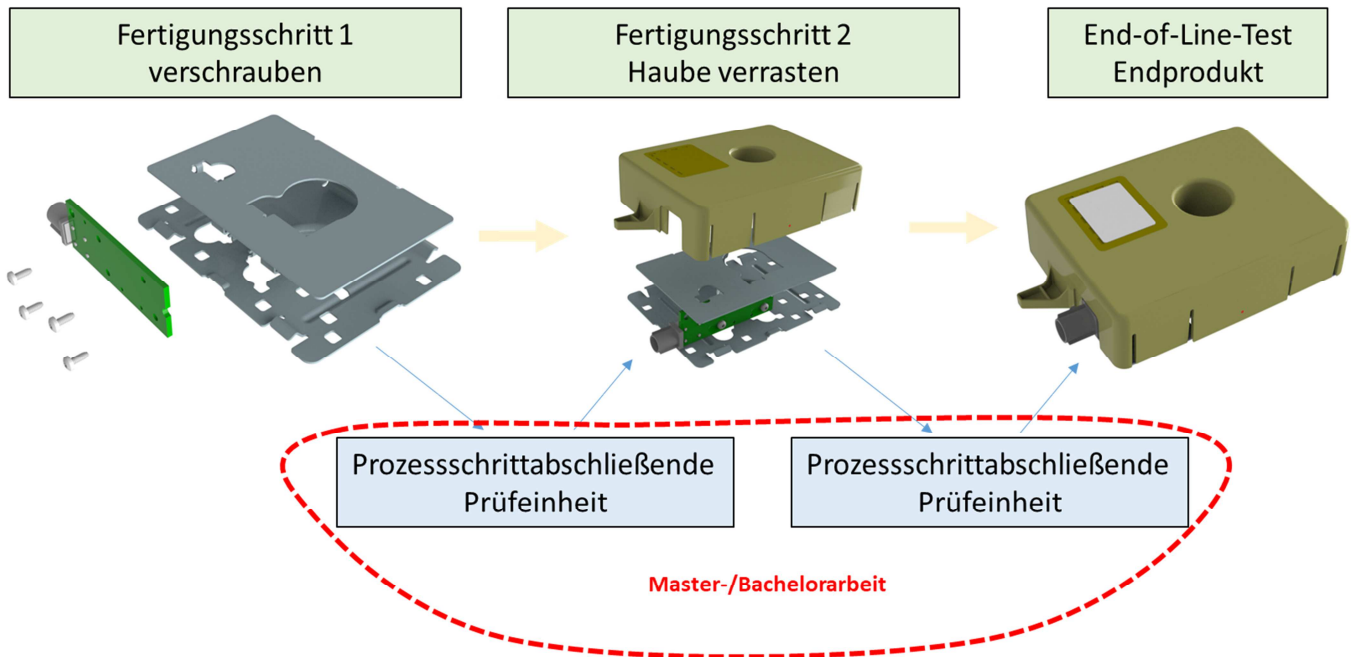 Fertigungsschritt 1
verschrauben
Fertigungsschritt 2
Haube verrasten
End-of-Line-Test
Endprodukt
Prozessschrittabschließende
Prüfeinheit
Prozessschrittabschließende
Prüfeinheit
Master-/Bachelorarbeit